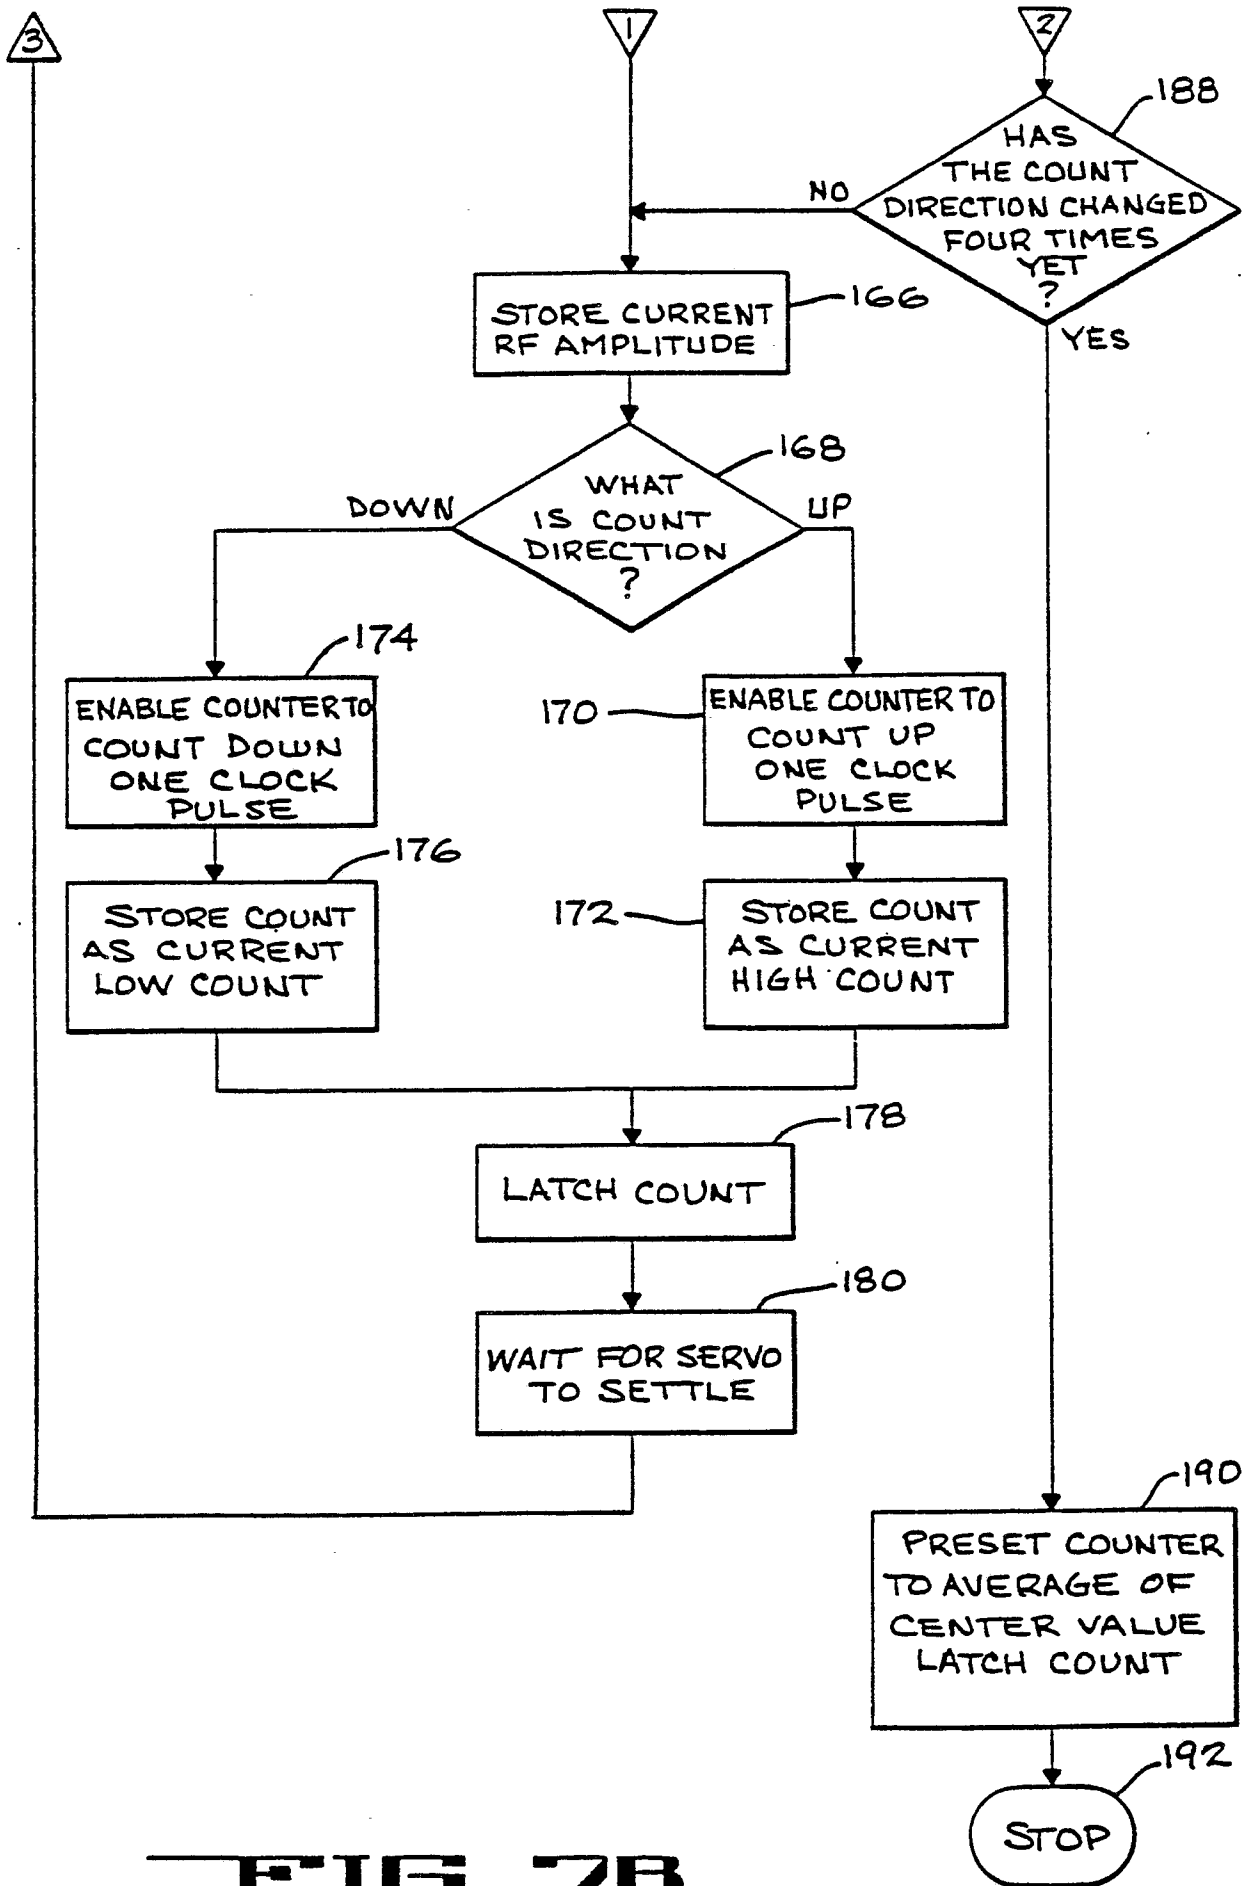 3
1
2
188
HAS
THE COUNT
DIRECTION CHANGED
FOUR TIMES
YET
?
NO
YES
STORE CURRENT
RF AMPLITUDE
166
168
WHAT
IS COUNT
DIRECTION
?
DOWN
UP
174
ENABLE COUNTER TO
COUNT DOWN
ONE CLOCK
PULSE
170
ENABLE COUNTER TO
COUNT UP
ONE CLOCK
PULSE
176
STORE COUNT
AS CURRENT
LOW COUNT
172
STORE COUNT
AS CURRENT
HIGH COUNT
178
LATCH COUNT
180
WAIT FOR SERVO
TO SETTLE
190
PRESET COUNTER
TO AVERAGE OF
CENTER VALUE
LATCH COUNT
192
STOP
FIG 7B